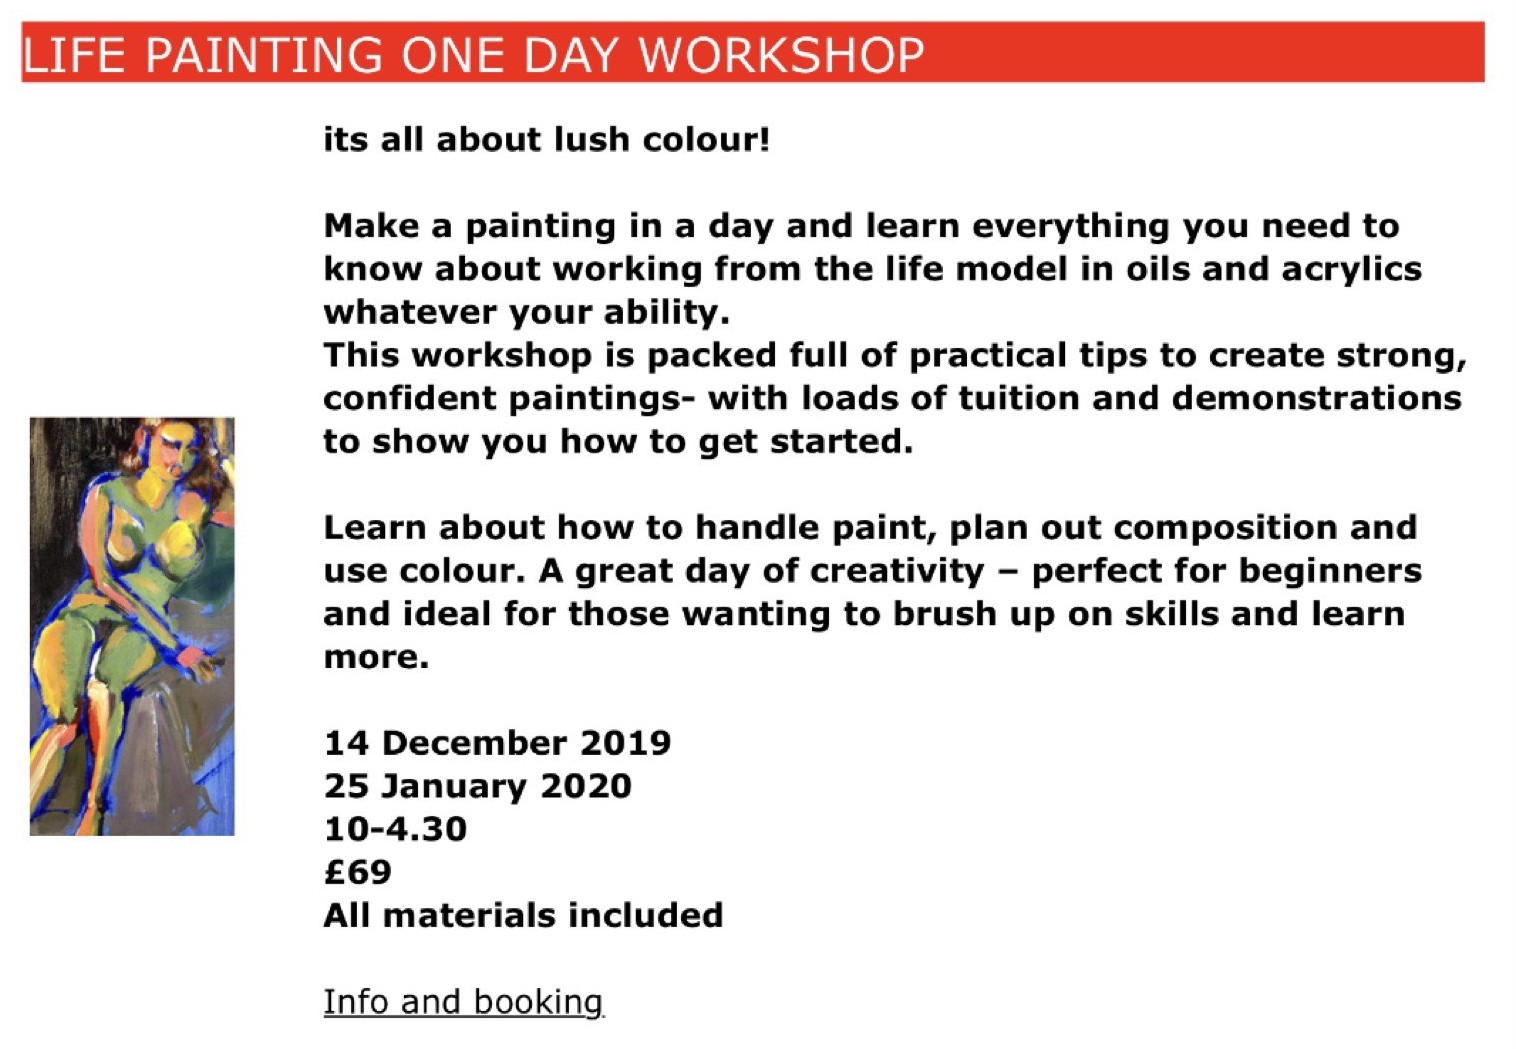 LIFE PAINTING ONE DAY WORKSHOP
its all about lush colour!
Make a painting in a day and learn everything you need to
know about working from the life model in oils and acrylics
whatever your ability.
This workshop is packed full of practical tips to create strong,
confident paintings- with loads of tuition and demonstrations
to show you how to get started.
Learn about how to handle paint, plan out composition and
use colour. A great day of creativity – perfect for beginners
and ideal for those wanting to brush up on skills and learn
more.
14 December 2019
25 January 2020
10-4.30
£69
All materials included
Info and booking